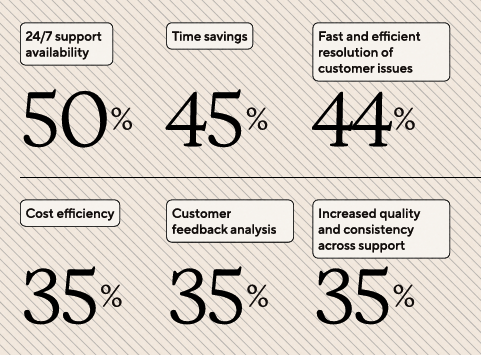 24/7 support
availability
50%
Time savings
45%
Fast and efficient
resolution of
customer issues
44%
Cost efficiency
35%
Customer
feedback analysis
35%
Increased quality
and consistency
across support
35%